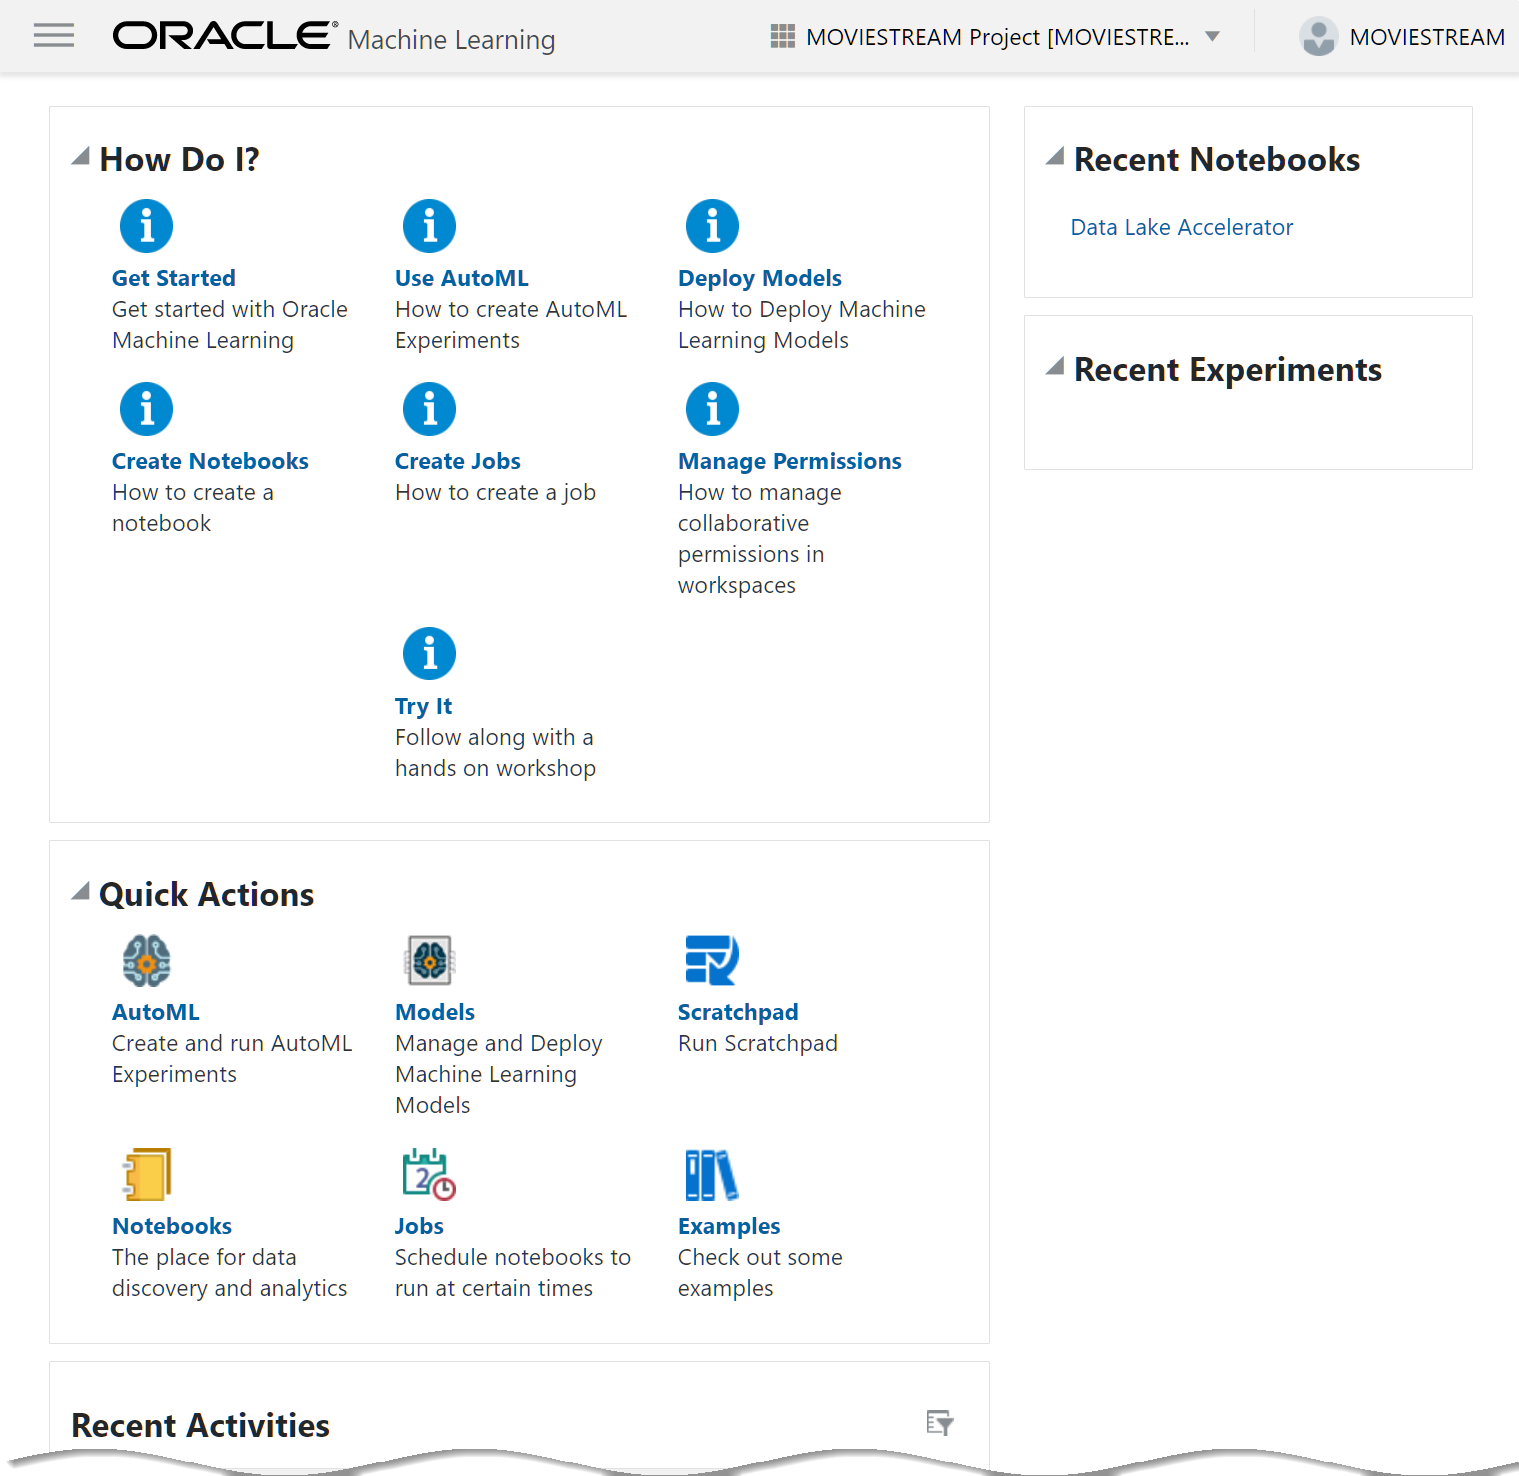 ORACLE® Machine Learning
MOVIESTREAM Project [MOVIESTRE...
MOVIESTREAM
How Do I?
Get Started
Get started with Oracle
Machine Learning
Use AutoML
How to create AutoML
Experiments
Deploy Models
How to Deploy Machine
Learning Models
Create Notebooks
How to create a
notebook
Create Jobs
How to create a job
Manage Permissions
How to manage
collaborative
permissions in
workspaces
Try It
Follow along with a
hands on workshop
Quick Actions
AutoML
Create and run AutoML
Experiments
Models
Manage and Deploy
Machine Learning
Models
Scratchpad
Run Scratchpad
Notebooks
The place for data
discovery and analytics
2
Jobs
Schedule notebooks to
run at certain times
Examples
Check out some
examples
Recent Activities
Recent Notebooks
Data Lake Accelerator
Recent Experiments